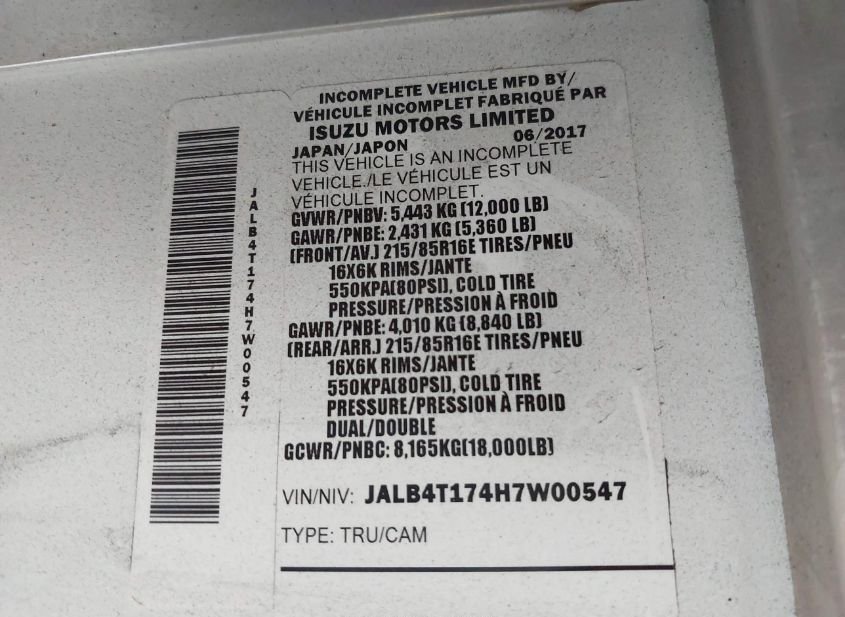 INCOMPLETE VEHICLE MFD BY/
VÉHICULE INCOMPLET FABRIQUÉ PAR
ISUZU MOTORS LIMITED
JAPAN/JAPON 06/2017
THIS VEHICLE IS AN INCOMPLETE
VEHICLE./LE VÉHICULE EST UN
VÉHICULE INCOMPLET.
GVWR/PNBV: 5,443 KG (12,000 LB)
GAWR/PNBE: 2,431 KG (5,360 LB)
(FRONT/AV.) 215/85R16E TIRES/PNEU
16X6K RIMS/JANTE
550KPA(80PSI), COLD TIRE
PRESSURE/PRESSION À FROID
GAWR/PNBE: 4,010 KG (8,840 LB)
(REAR/ARR.) 215/85R16E TIRES/PNEU
16X6K RIMS/JANTE
550KPA(80PSI), COLD TIRE
PRESSURE/PRESSION À FROID
DUAL/DOUBLE
GCWR/PNBC: 8,165KG(18,000LB)
VIN/NIV: JALB4T174H7W00547
TYPE: TRU/CAM
JALB4T174H7W00547